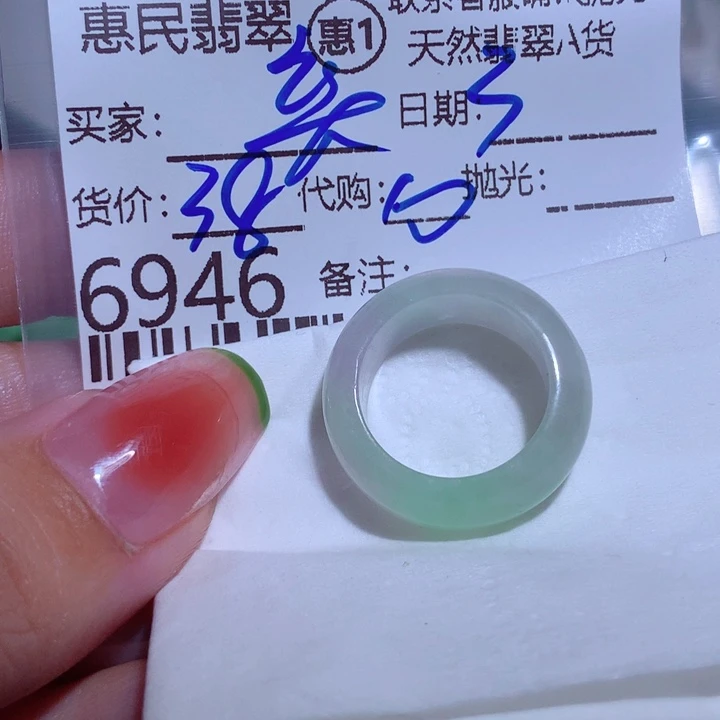 惠民翡翠 惠1
天然翡翠A货
买家： 日期：
货价：38 代购： 抛光：
6946 备注：